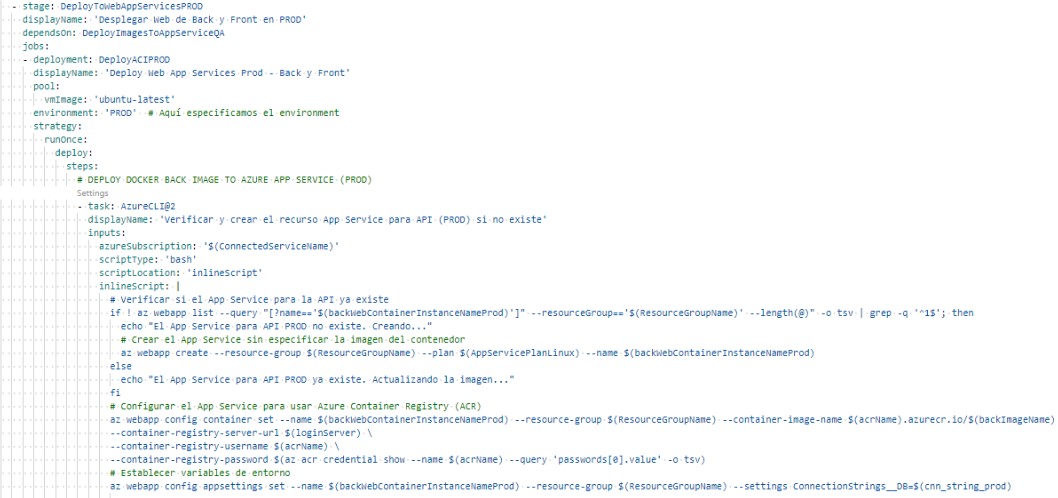 - stage: DeployToWebAppServicesPROD
displayName: 'Desplegar Web de Back y Front en PROD'
dependsOn: DeployImagesToAppServiceQA
jobs:
- deployment: DeployACIPROD
displayName: 'Deploy Web App Services Prod - Back y Front'
pool:
vmImage: 'ubuntu-latest'
environment: 'PROD' # Aquí especificamos el environment
strategy:
runOnce:
deploy:
steps:
# DEPLOY DOCKER BACK IMAGE TO AZURE APP SERVICE (PROD)
Settings
- task: AzureCLI@2
displayName: 'Verificar y crear el recurso App Service para API (PROD) si no existe'
inputs:
azureSubscription: '$(ConnectedServiceName)'
scriptType: 'bash'
scriptLocation: 'inlineScript'
inlineScript: |
# Verificar si el App Service para la API ya existe
if ! az webapp list --query "[?name=='$(backWebContainerInstanceNameProd)']" --resourceGroup=='$(ResourceGroupName)' --length(@)" -o tsv | grep -q '^1$'; then
echo "El App Service para API PROD no existe. Creando..."
# Crear el App Service sin especificar la imagen del contenedor
az webapp create --resource-group $(ResourceGroupName) --plan $(AppServicePlanLinux) --name $(backWebContainerInstanceNameProd)
else
echo "El App Service para API PROD ya existe. Actualizando la imagen..."
fi
# Configurar el App Service para usar Azure Container Registry (ACR)
az webapp config container set --name $(backWebContainerInstanceNameProd) --resource-group $(ResourceGroupName) --container-image-name $(acrName).azurecr.io/$(backImageName)
--container-registry-server-url $(loginServer) \
--container-registry-username $(acrName) \
--container-registry-password $(az acr credential show --name $(acrName) --query 'passwords[0].value' -o tsv)
# Establecer variables de entorno
az webapp config appsettings set --name $(backWebContainerInstanceNameProd) --resource-group $(ResourceGroupName) --settings ConnectionStrings__DB=$(cnn_string_prod)